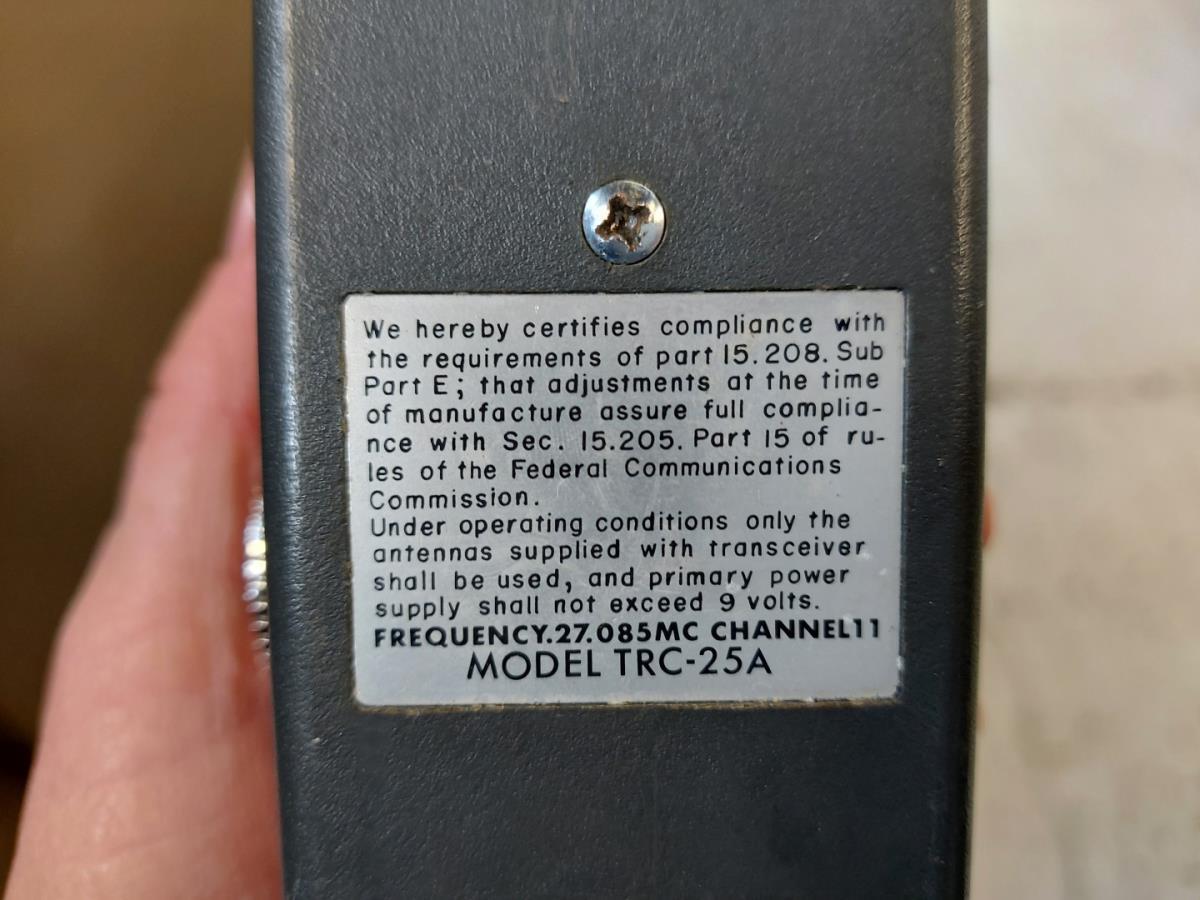 We hereby certifies compliance with
the requirements of part 15.208. Sub
Part E; that adjustments at the time
of manufacture assure full complia-
nce with Sec. 15.205. Part 15 of ru-
les of the Federal Communications
Commission.
Under operating conditions only the
antennas supplied with transceiver
shall be used, and primary power
supply shall not exceed 9 volts.
FREQUENCY.27.085MC CHANNEL11
MODEL TRC-25A